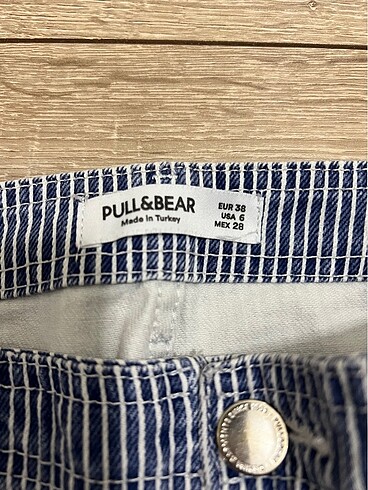 PULL&BEAR
Made in Turkey
EUR 38
USA 6
MEX 28